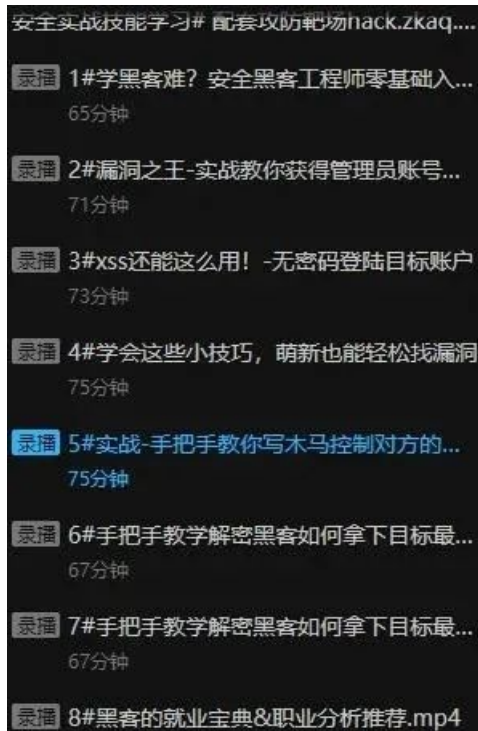 安全实战技能学习# 配套攻防靶场hack.zkaq....
录播 1#学黑客难？安全黑客工程师零基础入...
65分钟
录播 2#漏洞之王-实战教你获得管理员账号...
71分钟
录播 3#xss还能这么用！-无密码登陆目标账户
73分钟
录播 4#学会这些小技巧，萌新也能轻松找漏洞
75分钟
录播 5#实战-手把手教你写木马控制对方的...
75分钟
录播 6#手把手教学解密黑客如何拿下目标最...
67分钟
录播 7#手把手教学解密黑客如何拿下目标最...
67分钟
录播 8#黑客的就业宝典&职业分析推荐.mp4